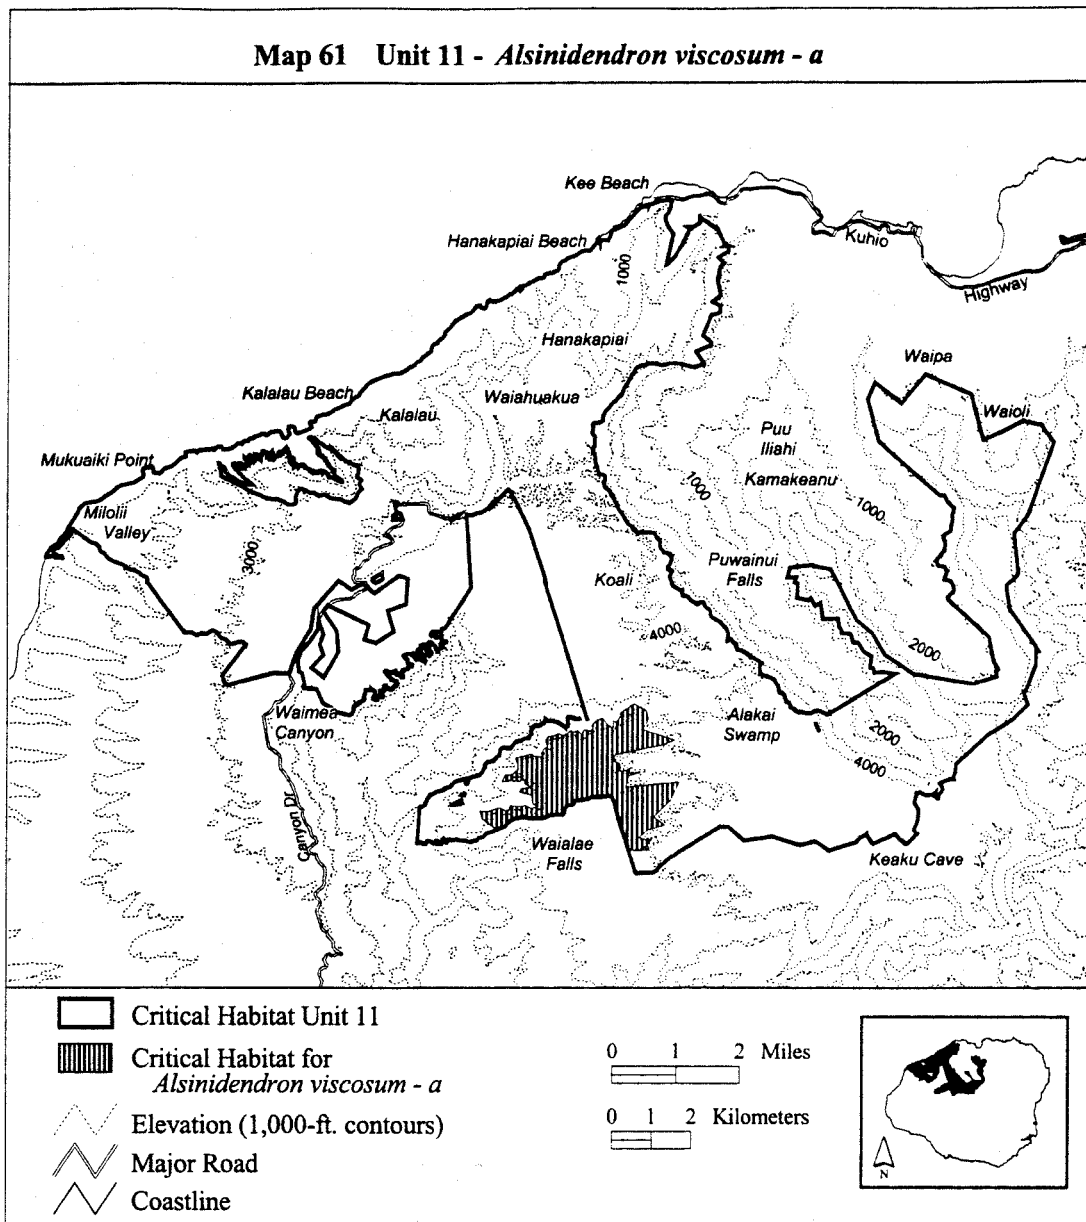 Map 61 Unit 11 - Alsinidendron viscosum - a
Kee Beach
Hanakapiai Beach
Kuhio
Highway
1000
Hanakapiai
Waipa
Kalalau Beach
Kalalau
Waiahuakua
Waioli
Puu
Iliahi
Mukuaiki Point
Kamakeanu
1000
1000
Milolii
Valley
3000
Koali
Puwainui
Falls
4000
2000
Waimea
Canyon
Alakai
Swamp
2000
4000
Canyon Dr
Waialae
Falls
Keaku Cave
Critical Habitat Unit 11
Critical Habitat for
Alsinidendron viscosum - a
Elevation (1,000-ft. contours)
Major Road
Coastline
0 1 2 Miles
0 1 2 Kilometers
N